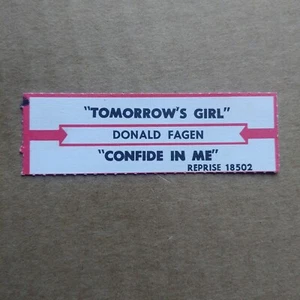 "TOMORROW'S GIRL"
DONALD FAGEN
"CONFIDE IN ME"
REPRISE 18502